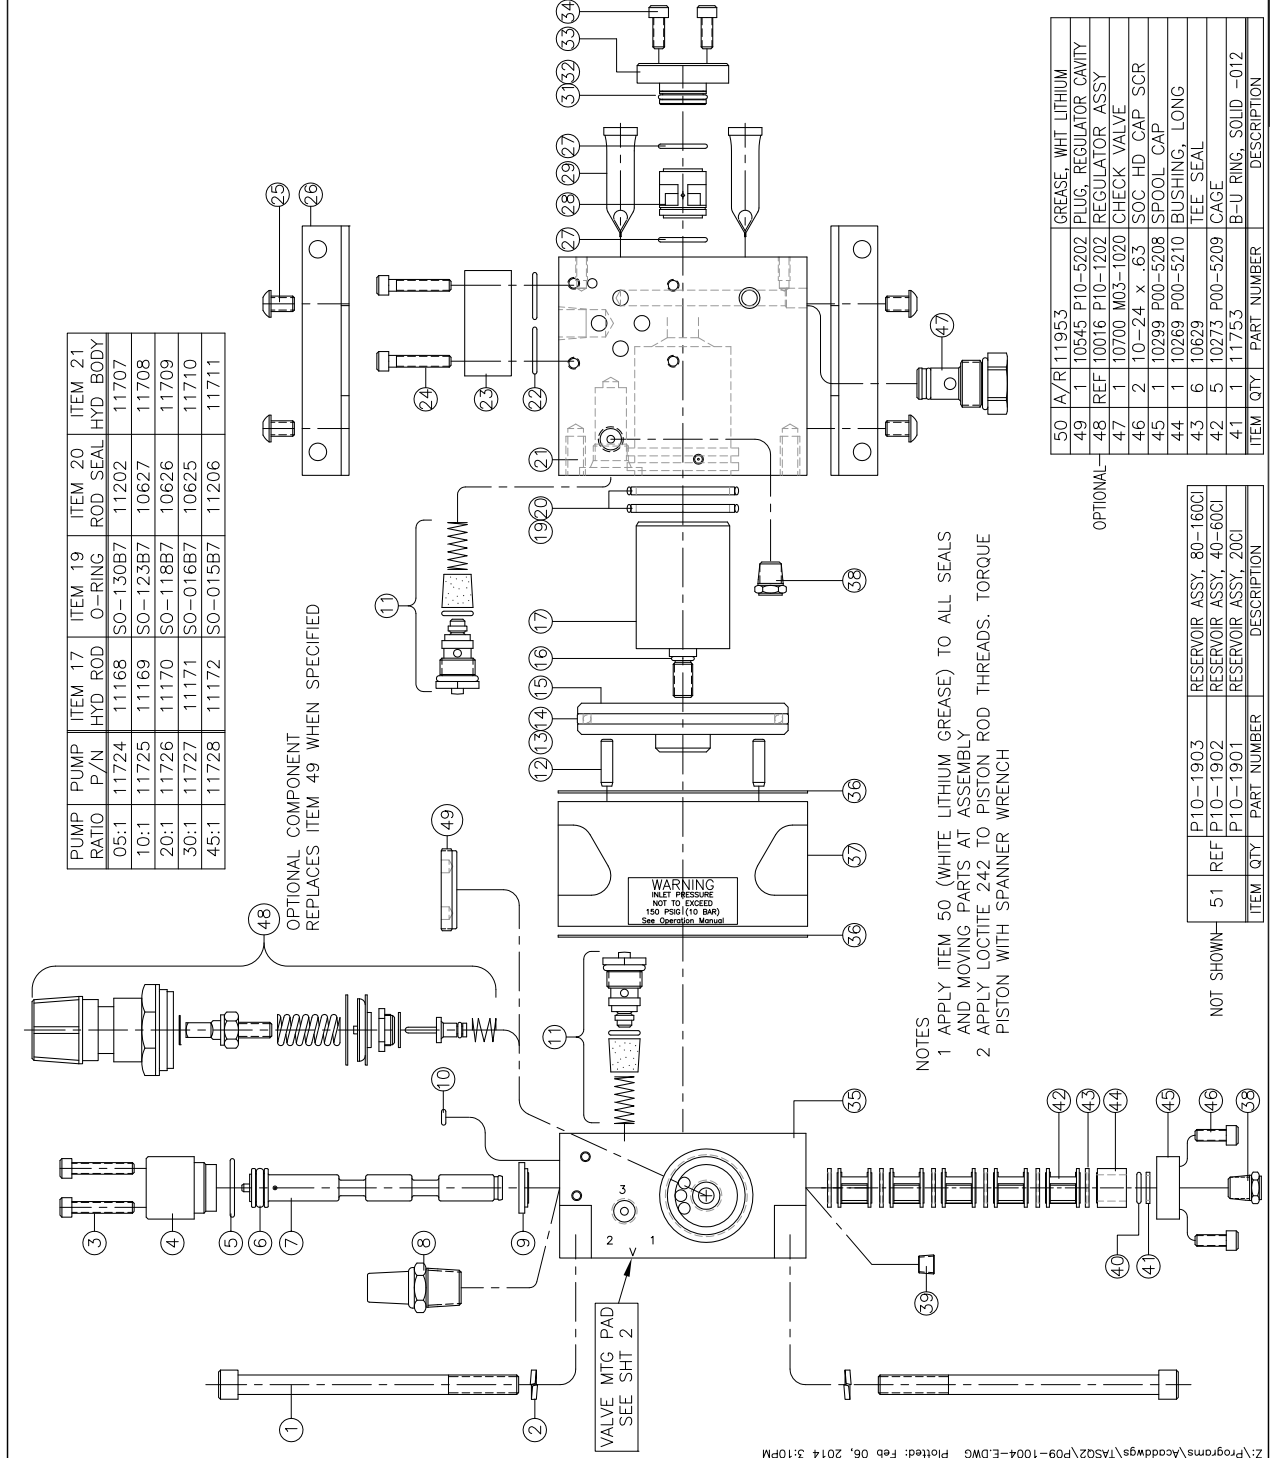 PUMP RATIO PUMP P/N ITEM 17 HYD ROD ITEM 19 O-RING ITEM 20 ROD SEAL ITEM 21 HYD BODY
05:1 11724 11168 SO-130B7 11202 11707
10:1 11725 11169 SO-123B7 10627 11708
20:1 11726 11170 SO-118B7 10626 11709
30:1 11727 11171 SO-016B7 10625 11710
45:1 11728 11172 SO-015B7 11206 11711
OPTIONAL COMPONENT
REPLACES ITEM 49 WHEN SPECIFIED
48
49
10
3
4
5
6
7
8
9
1
2
VALVE MTG PAD
SEE SHT 2
3
2
1
V
11
36
WARNING
INLET PRESSURE
NOT TO EXCEED
150 PSIG (10 BAR)
See Operation Manual
37
36
35
12
13
14
15
16
17
11
19
20
38
21
22
23
24
25
26
27
28
29
27
31
32
33
34
47
39
40
41
42
43
44
45
46
38
NOTES
1 APPLY ITEM 50 (WHITE LITHIUM GREASE) TO ALL SEALS
AND MOVING PARTS AT ASSEMBLY
2 APPLY LOCTITE 242 TO PISTON ROD THREADS. TORQUE
PISTON WITH SPANNER WRENCH
OPTIONAL
50 A/R 11953 GREASE, WHT LITHIUM
49 1 10545 P10-5202 PLUG, REGULATOR CAVITY
48 REF 10016 P10-1202 REGULATOR ASSY
47 1 10700 M03-1020 CHECK VALVE
46 2 10-24 x .63 SOC HD CAP SCR
45 1 10299 P00-5208 SPOOL CAP
44 1 10269 P00-5210 BUSHING, LONG
43 6 10629 TEE SEAL
42 5 10273 P00-5209 CAGE
41 1 11753 B-U RING, SOLID -012
ITEM QTY PART NUMBER DESCRIPTION
NOT SHOWN
51 REF P10-1903 RESERVOIR ASSY, 80-160CI
P10-1902 RESERVOIR ASSY, 40-60CI
P10-1901 RESERVOIR ASSY, 20CI
ITEM QTY PART NUMBER DESCRIPTION
Z:\Programs\Acaddwgs\TASQ2\P09-1004-E.DWG Plotted: Feb 06, 2014 3:10PM